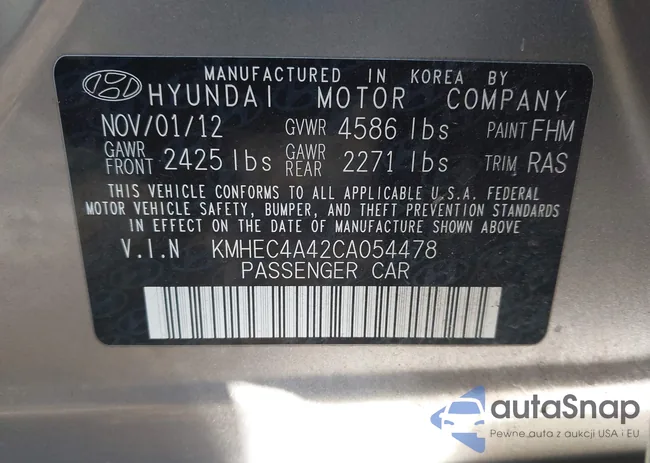 MANUFACTURED IN KOREA BY
HYUNDAI MOTOR COMPANY
NOV/01/12 GVWR 4586 lbs PAINT FHM
GAWR FRONT 2425 lbs GAWR REAR 2271 lbs TRIM RAS
THIS VEHICLE CONFORMS TO ALL APPLICABLE U.S.A. FEDERAL
MOTOR VEHICLE SAFETY, BUMPER, AND THEFT PREVENTION STANDARDS
IN EFFECT ON THE DATE OF MANUFACTURE SHOWN ABOVE
V.I.N KMHEC4A42CA054478
PASSENGER CAR
autaSnap
Pewne auta z aukcji USA i EU